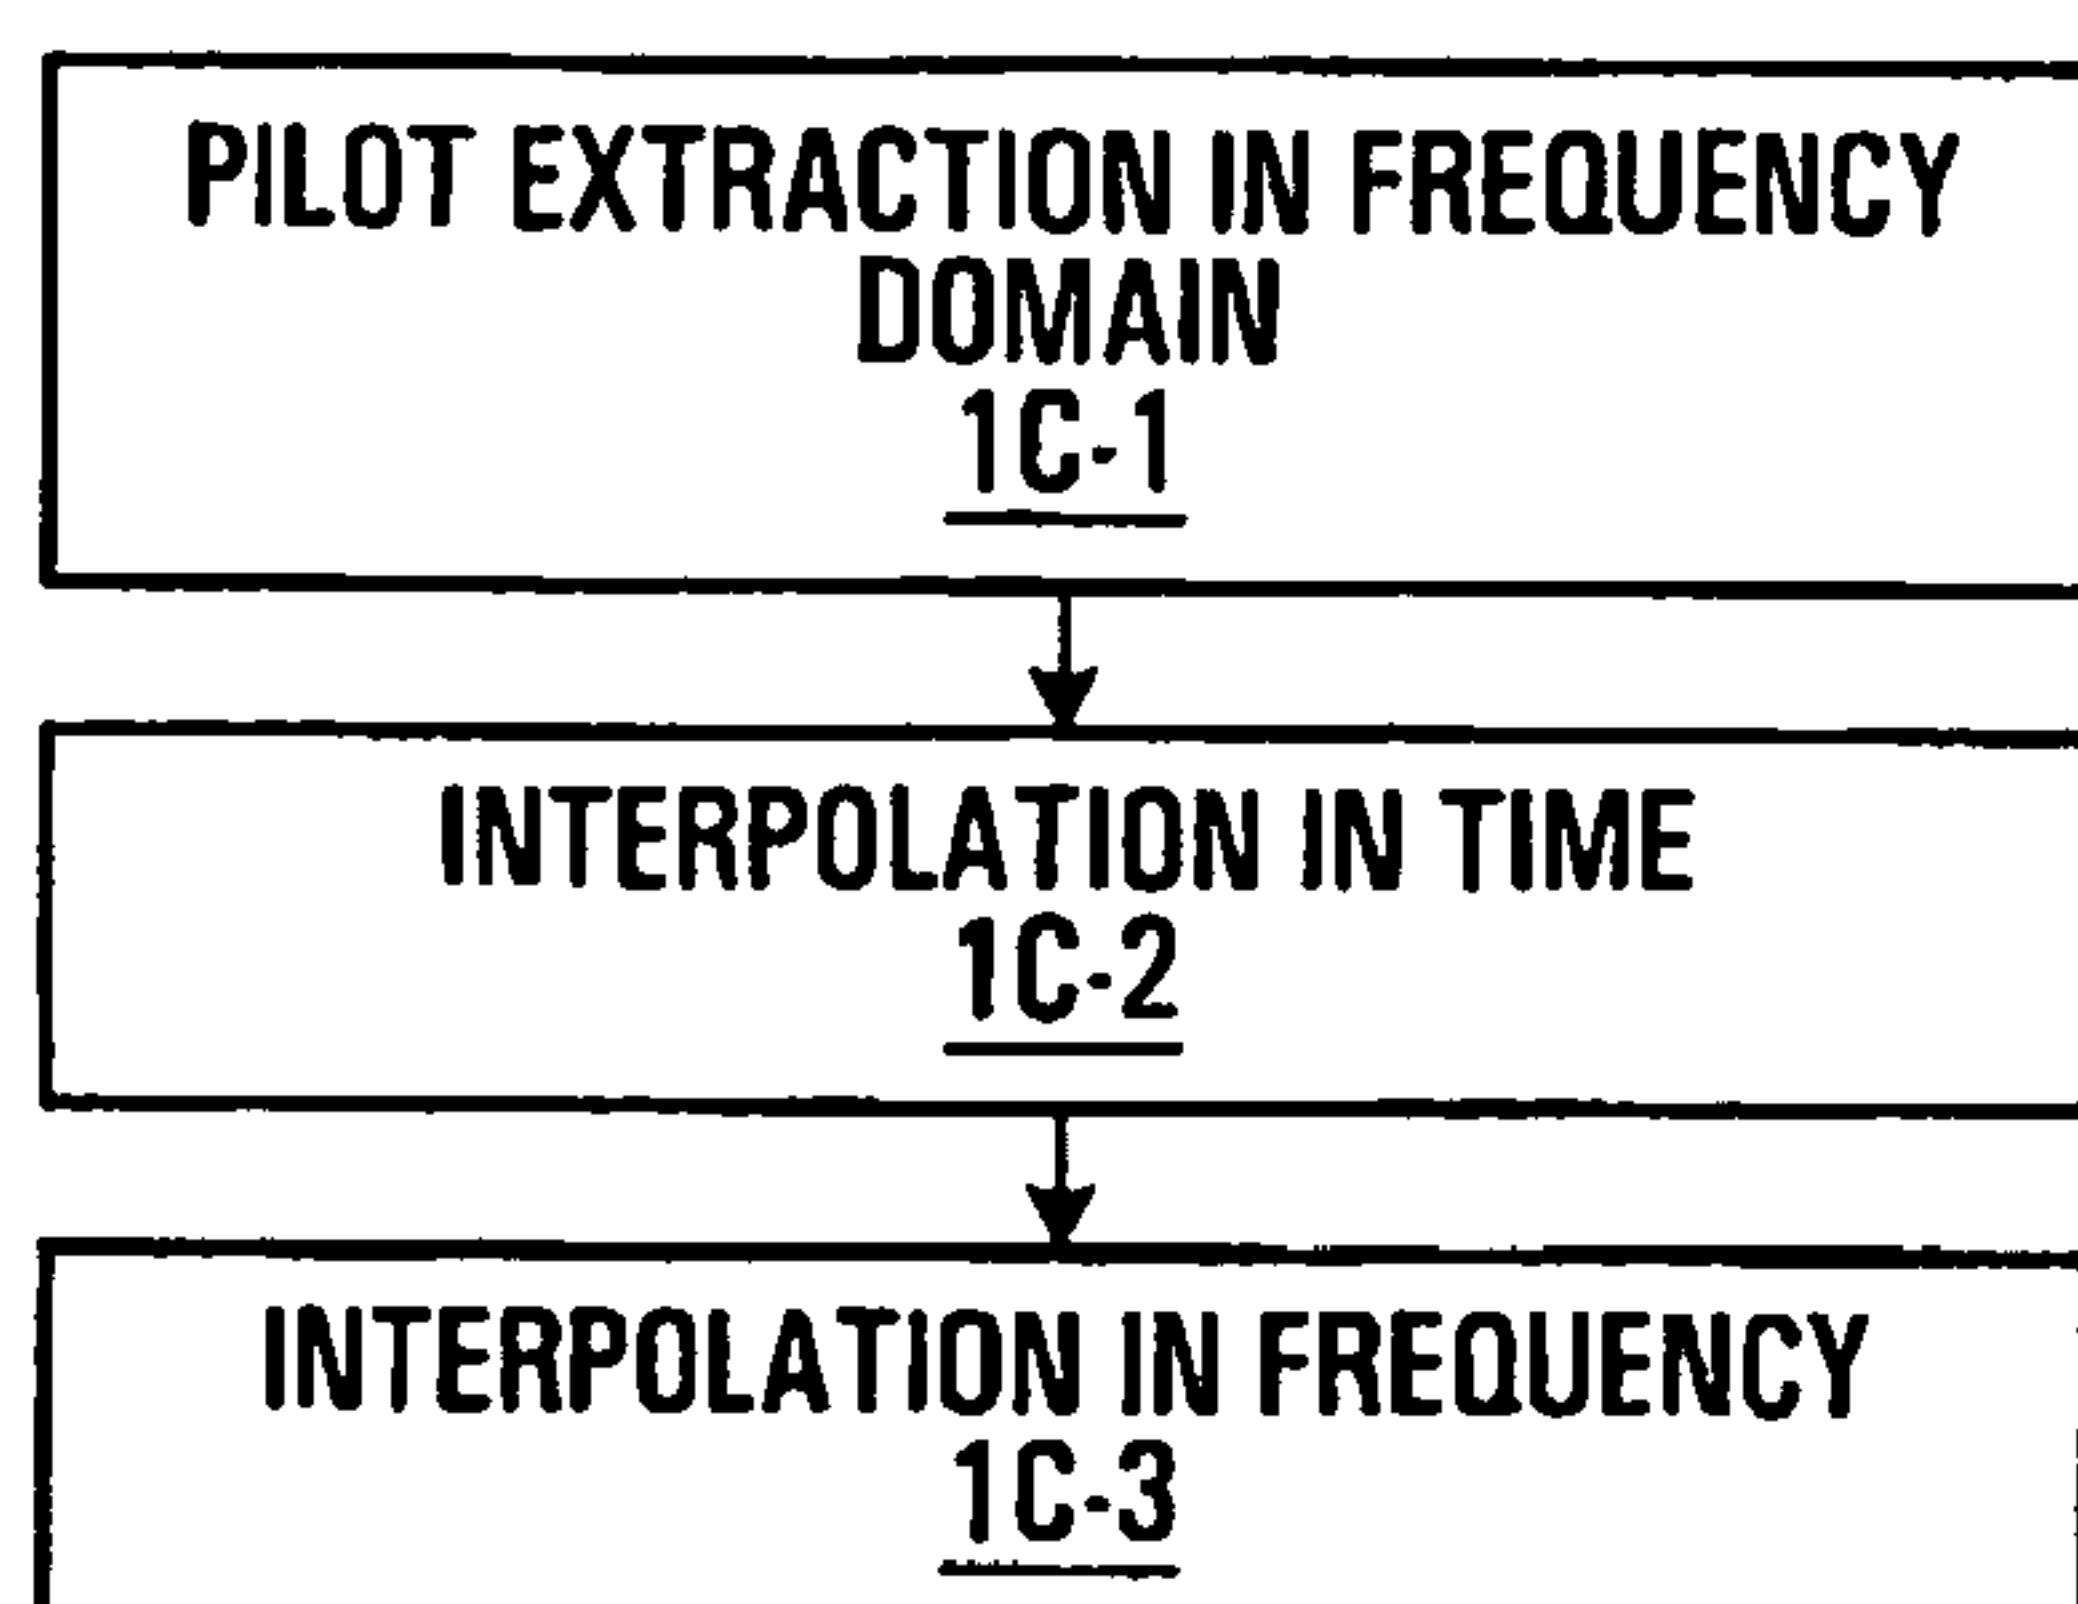 PILOT EXTRACTION IN FREQUENCY
DOMAIN
1C-1
INTERPOLATION IN TIME
1C-2
INTERPOLATION IN FREQUENCY
1C-3